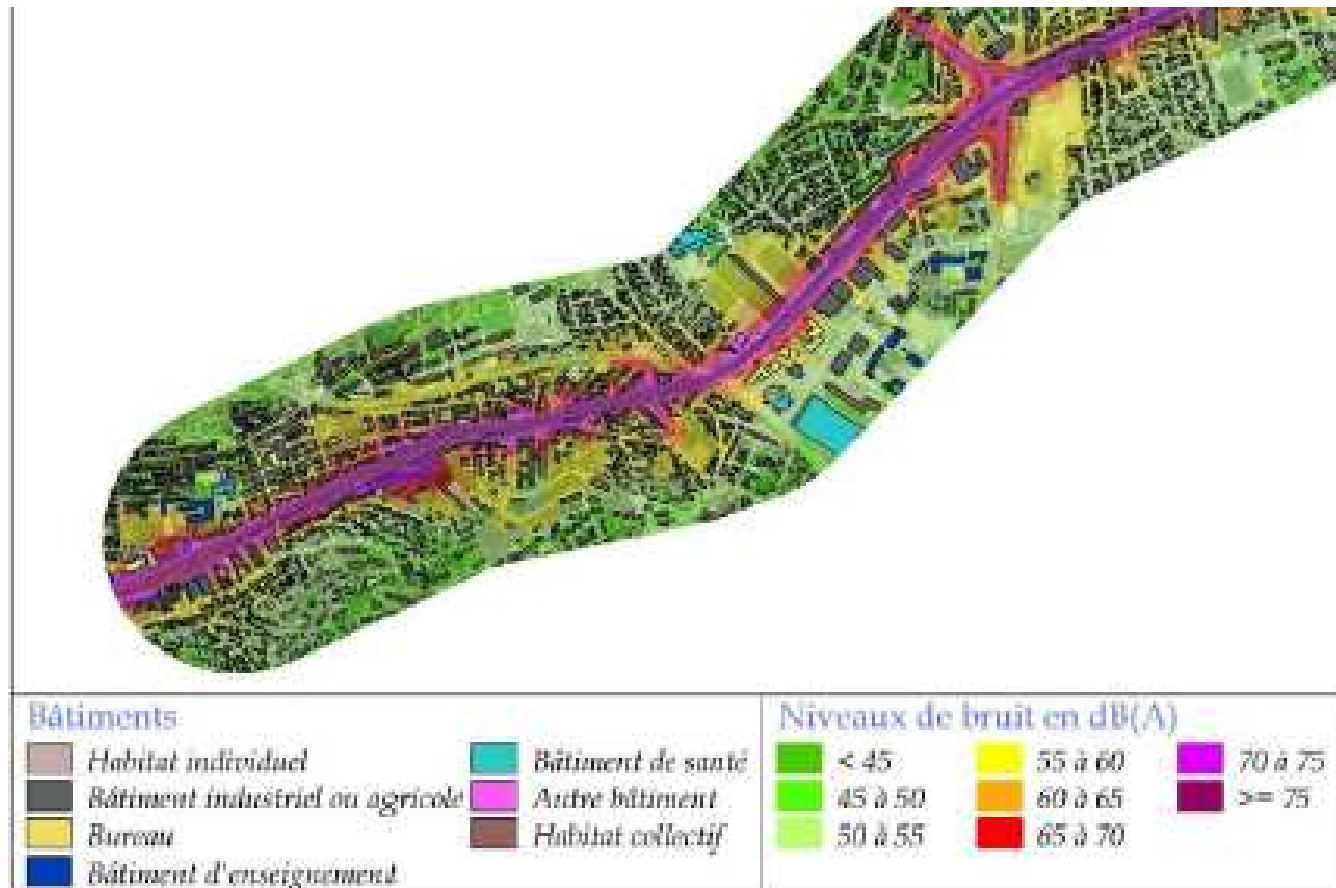 Bâtiments
Habitat individuel
Bâtiment industriel ou agricole
Bureau
Bâtiment d'enseignement
Bâtiment de santé
Autre bâtiment
Habitat collectif
Niveaux de bruit en dB(A)
< 45
45 à 50
50 à 55
55 à 60
60 à 65
65 à 70
70 à 75
>= 75